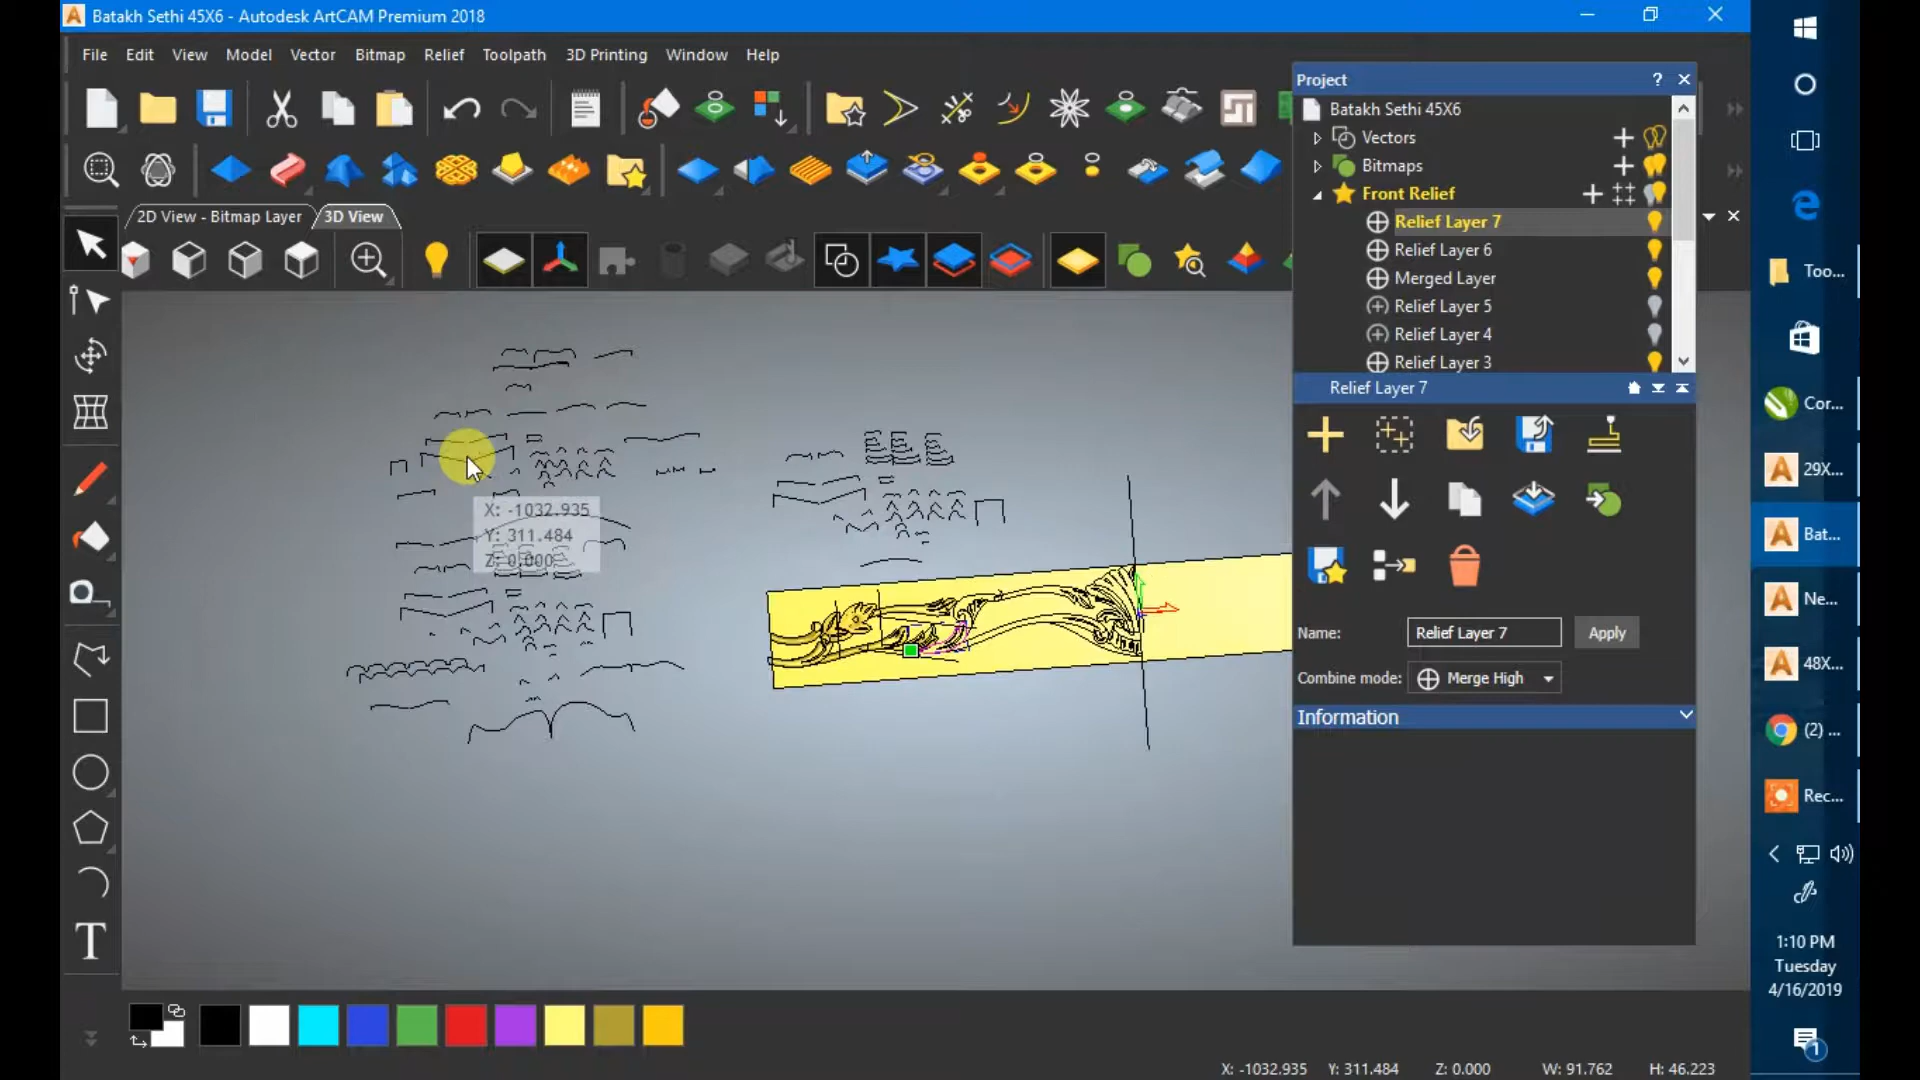 Batakh Sethi 45X6 - Autodesk ArtCAM Premium 2018
File Edit View Model Vector Bitmap Relief Toolpath 3D Printing Window Help
2D View - Bitmap Layer 3D View
X: -1032.935
Y: 311.484
Z: 0.000
Project
Batakh Sethi 45X6
Vectors
Bitmaps
Front Relief
Relief Layer 7
Relief Layer 6
Merged Layer
Relief Layer 5
Relief Layer 4
Relief Layer 3
Relief Layer 7
Name: Relief Layer 7 Apply
Combine mode: Merge High
Information
Too...
Cor...
29X...
Bat...
Ne...
48X...
(2) ...
Rec...
1:10 PM
Tuesday
4/16/2019
1
X: -1032.935 Y: 311.484 Z: 0.000 W: 91.762 H: 46.223